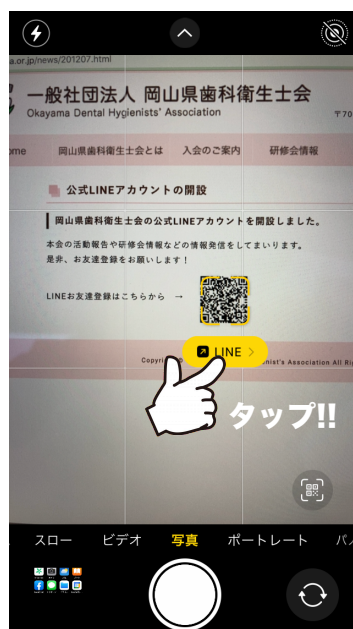 a.or.jp/news/201207.html
一般社団法人 岡山県歯科衛生士会
Okayama Dental Hygienists' Association
〒70
ome 岡山県歯科衛生士会とは 入会のご案内 研修会情報
公式LINEアカウントの開設
岡山県歯科衛生士会の公式LINEアカウントを開設しました。
本会の活動報告や研修会情報などの情報発信をしてまいります。
是非、お友達登録をお願いします！
LINEお友達登録はこちらから →
LINE
nist's Association All Ri
タップ!!
スロー ビデオ 写真 ポートレート パノ